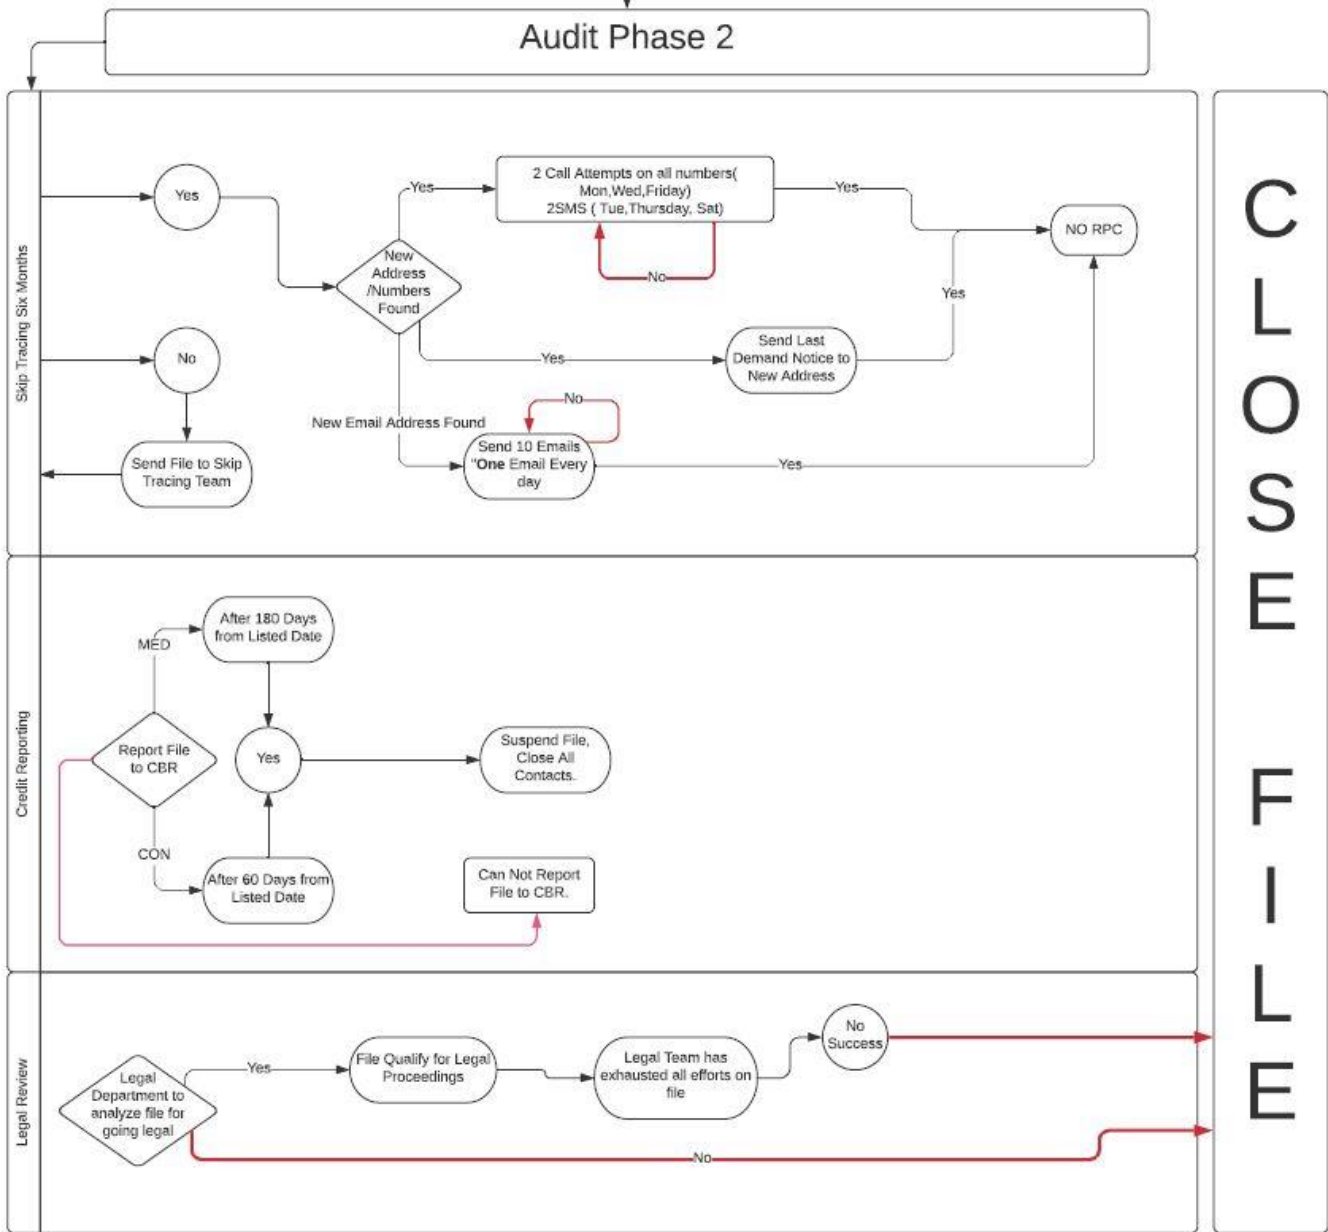 Audit Phase 2
Skip Tracing Six Months
Yes
New
Address
/Numbers
Found
Yes
2 Call Attempts on all numbers(
Mon,Wed,Friday)
2SMS ( Tue,Thursday, Sat)
No
Yes
NO RPC
Yes
No
Yes
Send Last
Demand Notice to
New Address
Send File to Skip
Tracing Team
New Email Address Found
No
Send 10 Emails
"One Email Every
day
Yes
Credit Reporting
After 180 Days
from Listed Date
MED
Report File
to CBR
Yes
Suspend File,
Close All
Contacts.
CON
After 60 Days from
Listed Date
Can Not Report
File to CBR.
Legal Review
Legal
Department to
analyze file for
going legal
Yes
File Qualify for Legal
Proceedings
Legal Team has
exhausted all efforts on
file
No
Success
No
C
L
O
S
E
F
I
L
E